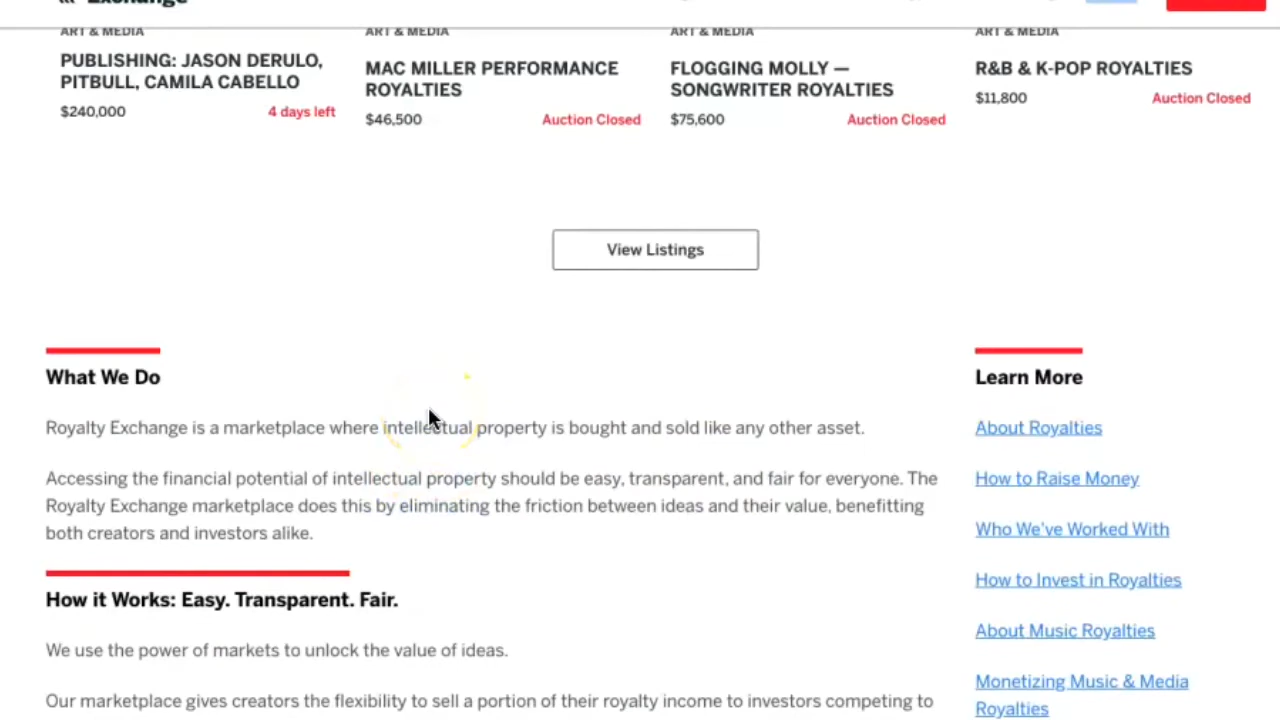 Exchange
ART & MEDIA
PUBLISHING: JASON DERULO,
PITBULL, CAMILA CABELLO
$240,000
4 days left
ART & MEDIA
MAC MILLER PERFORMANCE
ROYALTIES
$46,500
Auction Closed
ART & MEDIA
FLOGGING MOLLY —
SONGWRITER ROYALTIES
$75,600
Auction Closed
ART & MEDIA
R&B & K-POP ROYALTIES
$11,800
Auction Closed
View Listings
What We Do
Royalty Exchange is a marketplace where intellectual property is bought and sold like any other asset.
Accessing the financial potential of intellectual property should be easy, transparent, and fair for everyone. The
Royalty Exchange marketplace does this by eliminating the friction between ideas and their value, benefitting
both creators and investors alike.
How it Works: Easy. Transparent. Fair.
We use the power of markets to unlock the value of ideas.
Our marketplace gives creators the flexibility to sell a portion of their royalty income to investors competing to
Learn More
About Royalties
How to Raise Money
Who We've Worked With
How to Invest in Royalties
About Music Royalties
Monetizing Music & Media
Royalties